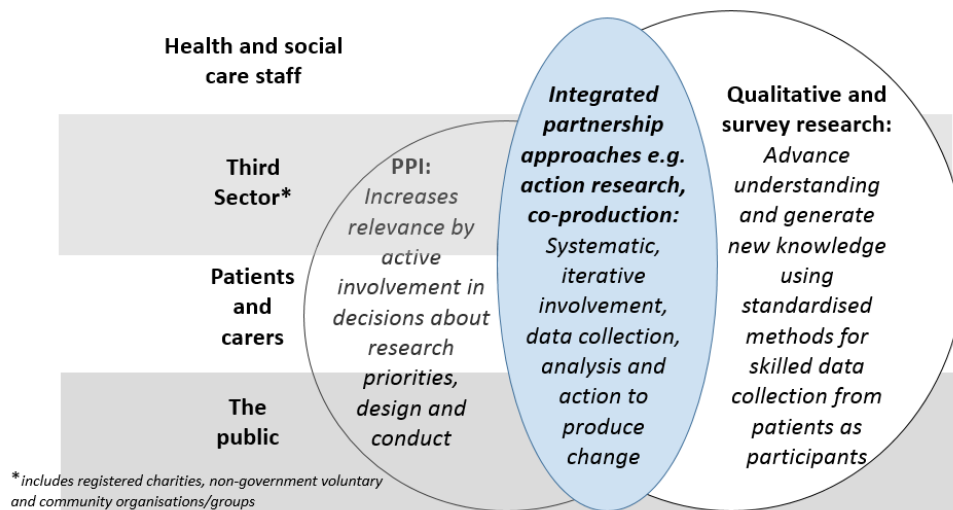 Health and social
care staff
Third
Sector*
Patients
and
carers
The
public
PPI:
Increases
relevance by
active
involvement in
decisions about
research
priorities,
design and
conduct
Integrated
partnership
approaches e.g.
action research,
co-production:
Systematic,
iterative
involvement,
data collection,
analysis and
action to
produce
change
Qualitative and
survey research:
Advance
understanding
and generate
new knowledge
using
standardised
methods for
skilled data
collection from
patients as
participants
*includes registered charities, non-government voluntary
and community organisations/groups